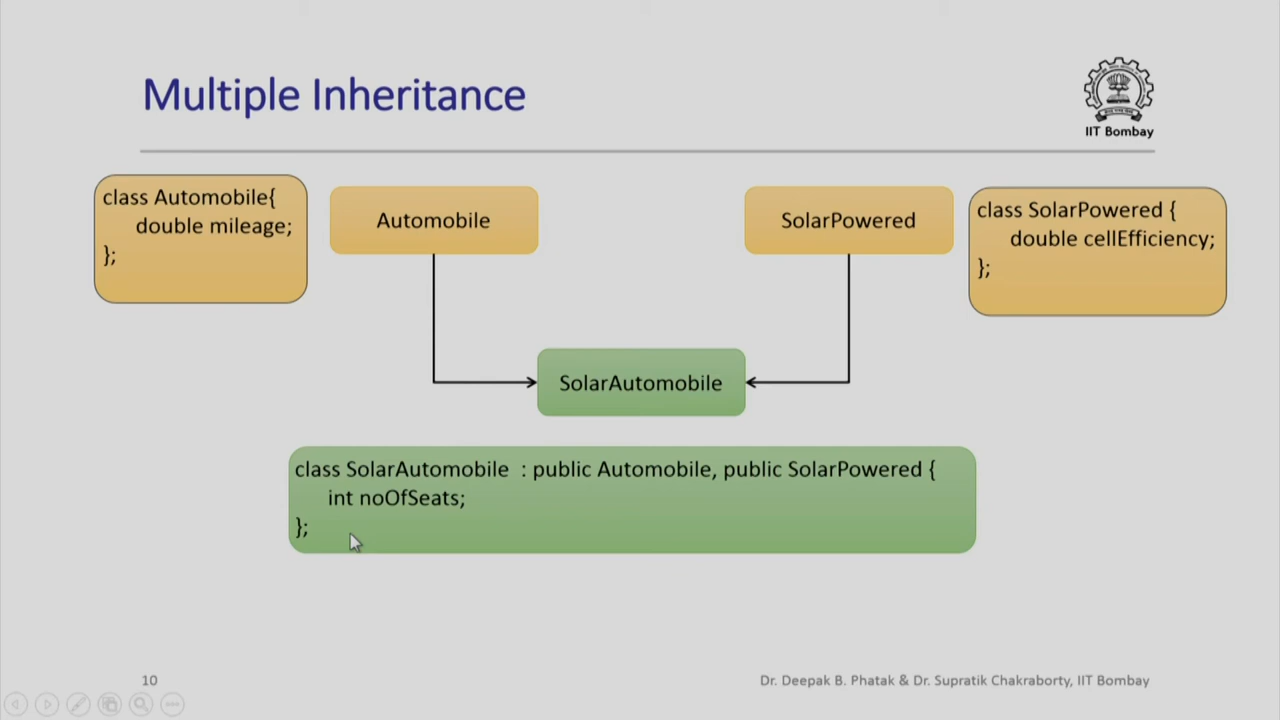 Multiple Inheritance
IIT Bombay
class Automobile{
double mileage;
};
Automobile
SolarPowered
class SolarPowered {
double cellEfficiency;
};
SolarAutomobile
class SolarAutomobile : public Automobile, public SolarPowered {
int noOfSeats;
};
10
Dr. Deepak B. Phatak & Dr. Supratik Chakraborty, IIT Bombay